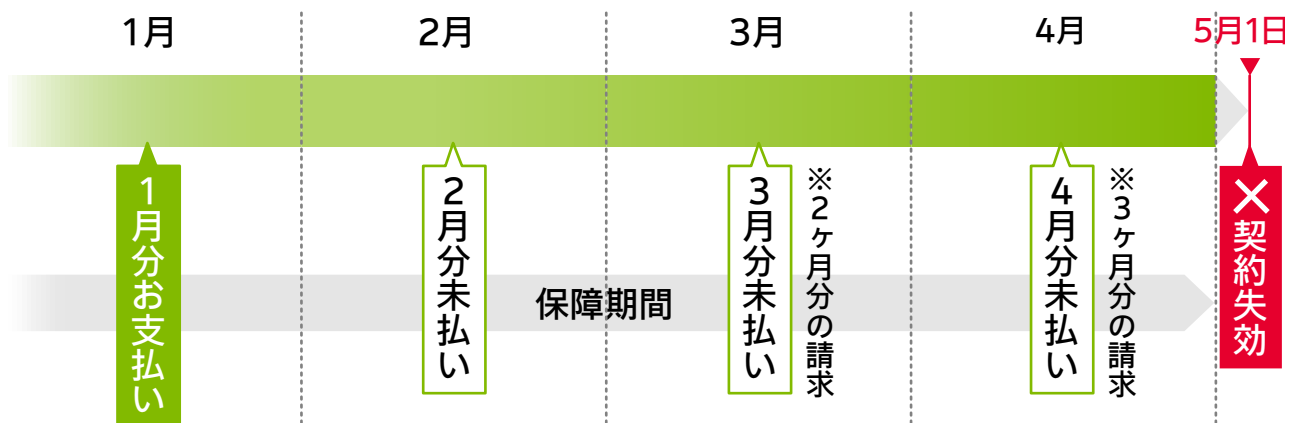 1月
2月
3月
4月
5月1日
1月分お支払い
2月分未払い
3月分未払い
※2ヶ月分の請求
4月分未払い
※3ヶ月分の請求
×契約失効
保障期間